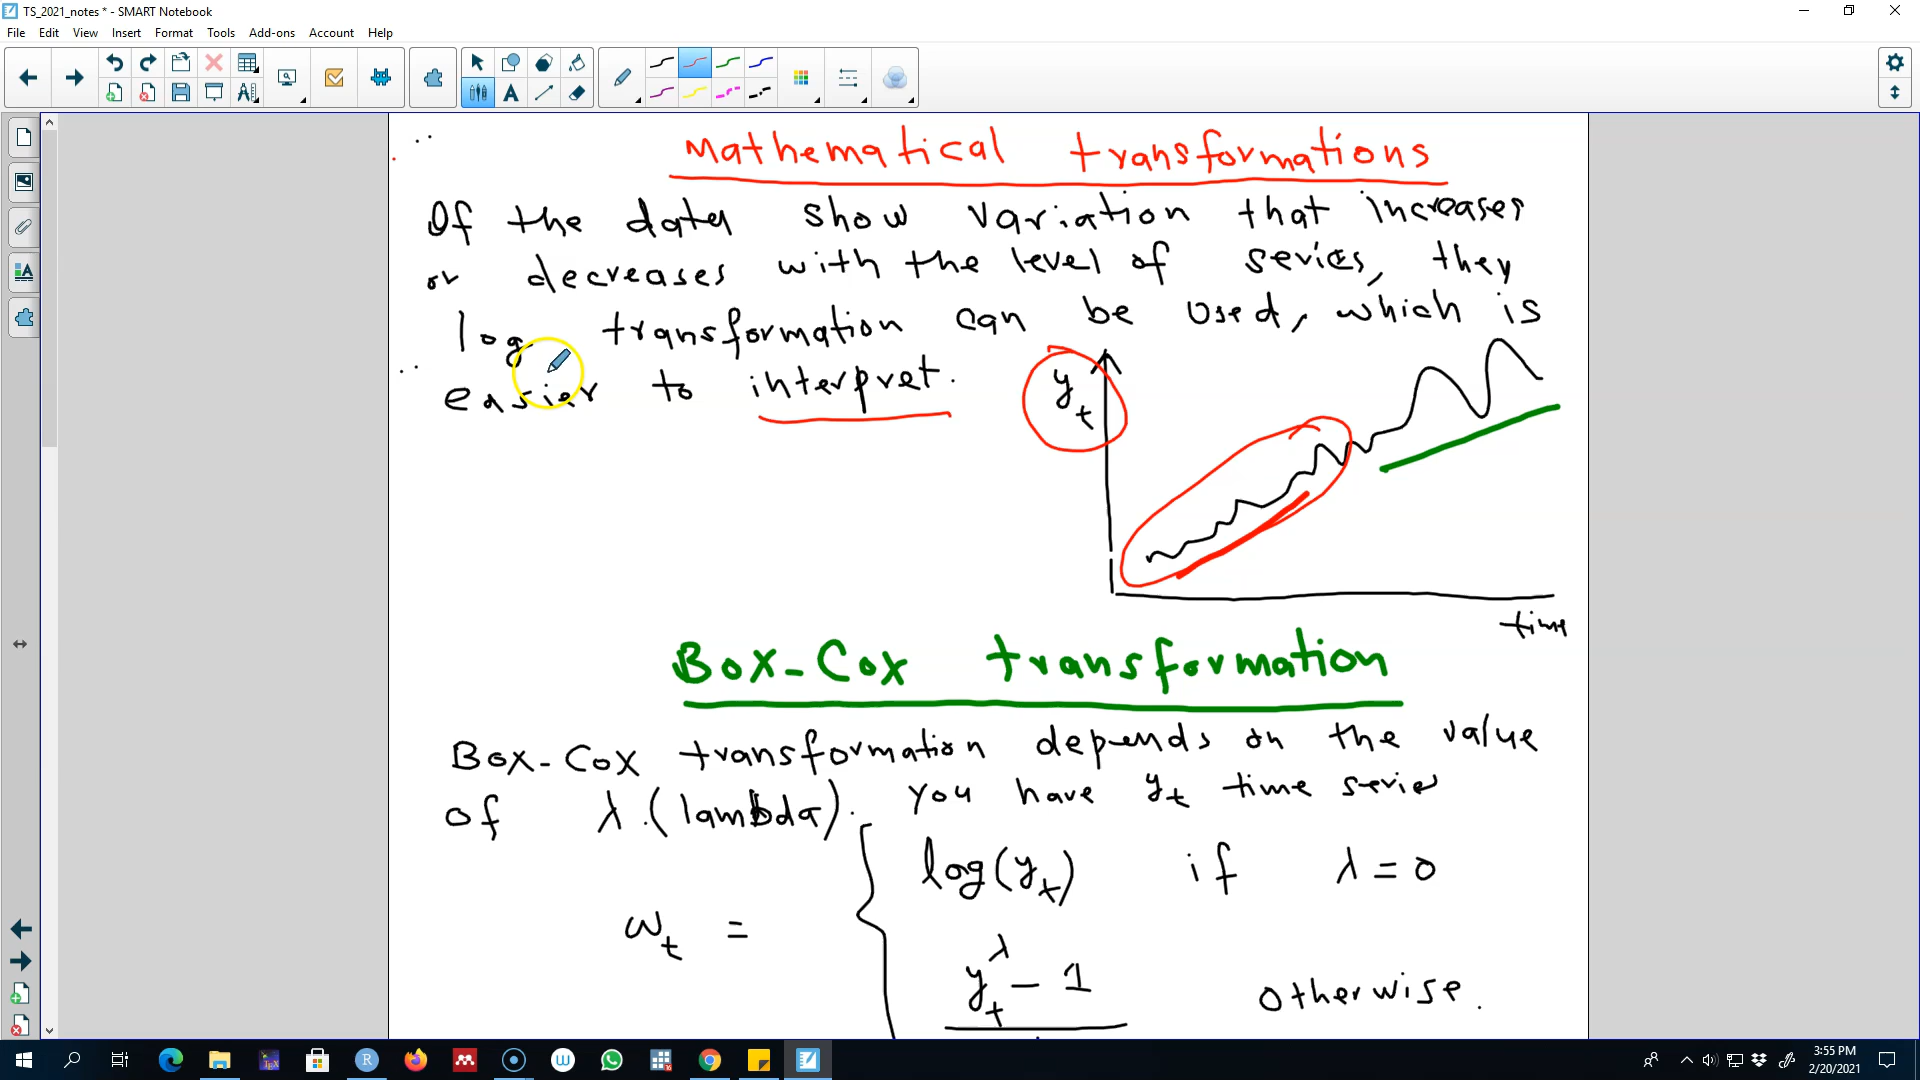 TS_2021_notes * - SMART Notebook
File Edit View Insert Format Tools Add-ons Account Help
Mathematical transformations
If the data show variation that increases
or decreases with the level of series, they
log transformation can be used, which is
easier to interpret.
yt
time
Box-Cox transformation
Box-Cox transformation depends on the value
of λ.(lambda). You have yt time series
log(yt) if λ = 0
wt =
yt^λ - 1 otherwise.
3:55 PM
2/20/2021